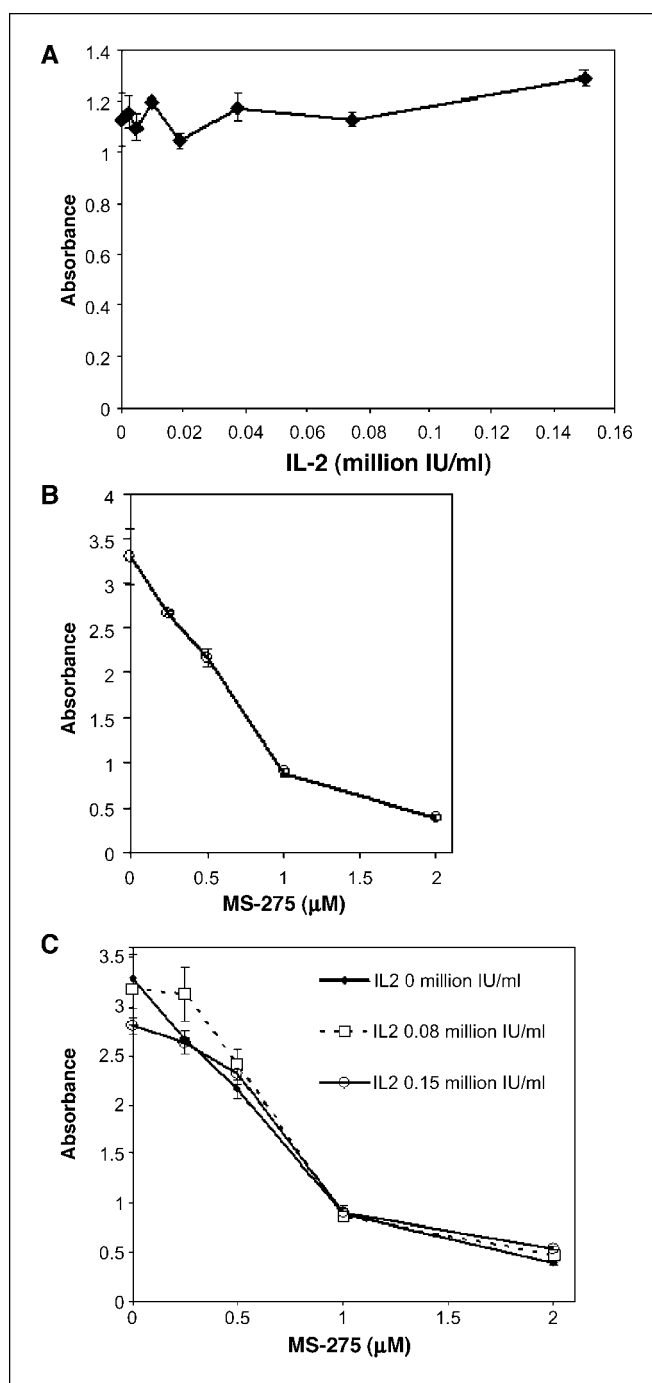 A
1.4
1.2
1
0.8
0.6
0.4
0.2
0
Absorbance
0 0.02 0.04 0.06 0.08 0.1 0.12 0.14 0.16
IL-2 (million IU/ml)
B
4
3.5
3
2.5
2
1.5
1
0.5
0
Absorbance
0 0.5 1 1.5 2
MS-275 (μM)
C
3.5
3
2.5
2
1.5
1
0.5
0
Absorbance
IL2 0 million IU/ml
IL2 0.08 million IU/ml
IL2 0.15 million IU/ml
0 0.5 1 1.5 2
MS-275 (μM)